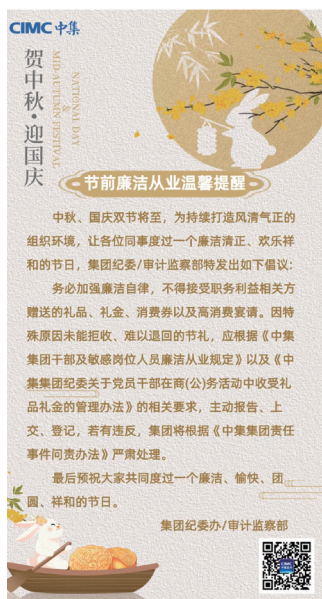 CIMC 中集
贺中秋·迎国庆
NATIONAL DAY
&
MID-AUTUMN FESTIVAL
节前廉洁从业温馨提醒
中秋、国庆双节将至，为持续打造风清气正的
组织环境，让各位同事度过一个廉洁清正、欢乐祥
和的节日，集团纪委/审计监察部特发出如下倡议：
务必加强廉洁自律，不得接受职务利益相关方
赠送的礼品、礼金、消费券以及高消费宴请。因特
殊原因未能拒收、难以退回的节礼，应根据《中集
集团干部及敏感岗位人员廉洁从业规定》以及《中
集集团纪委关于党员干部在商(公)务活动中收受礼
品礼金的管理办法》的相关要求，主动报告、上
交、登记，若有违反，集团将根据《中集集团责任
事件问责办法》严肃处理。
最后预祝大家共同度过一个廉洁、愉快、团
圆、祥和的节日。
集团纪委办/审计监察部
CIMC